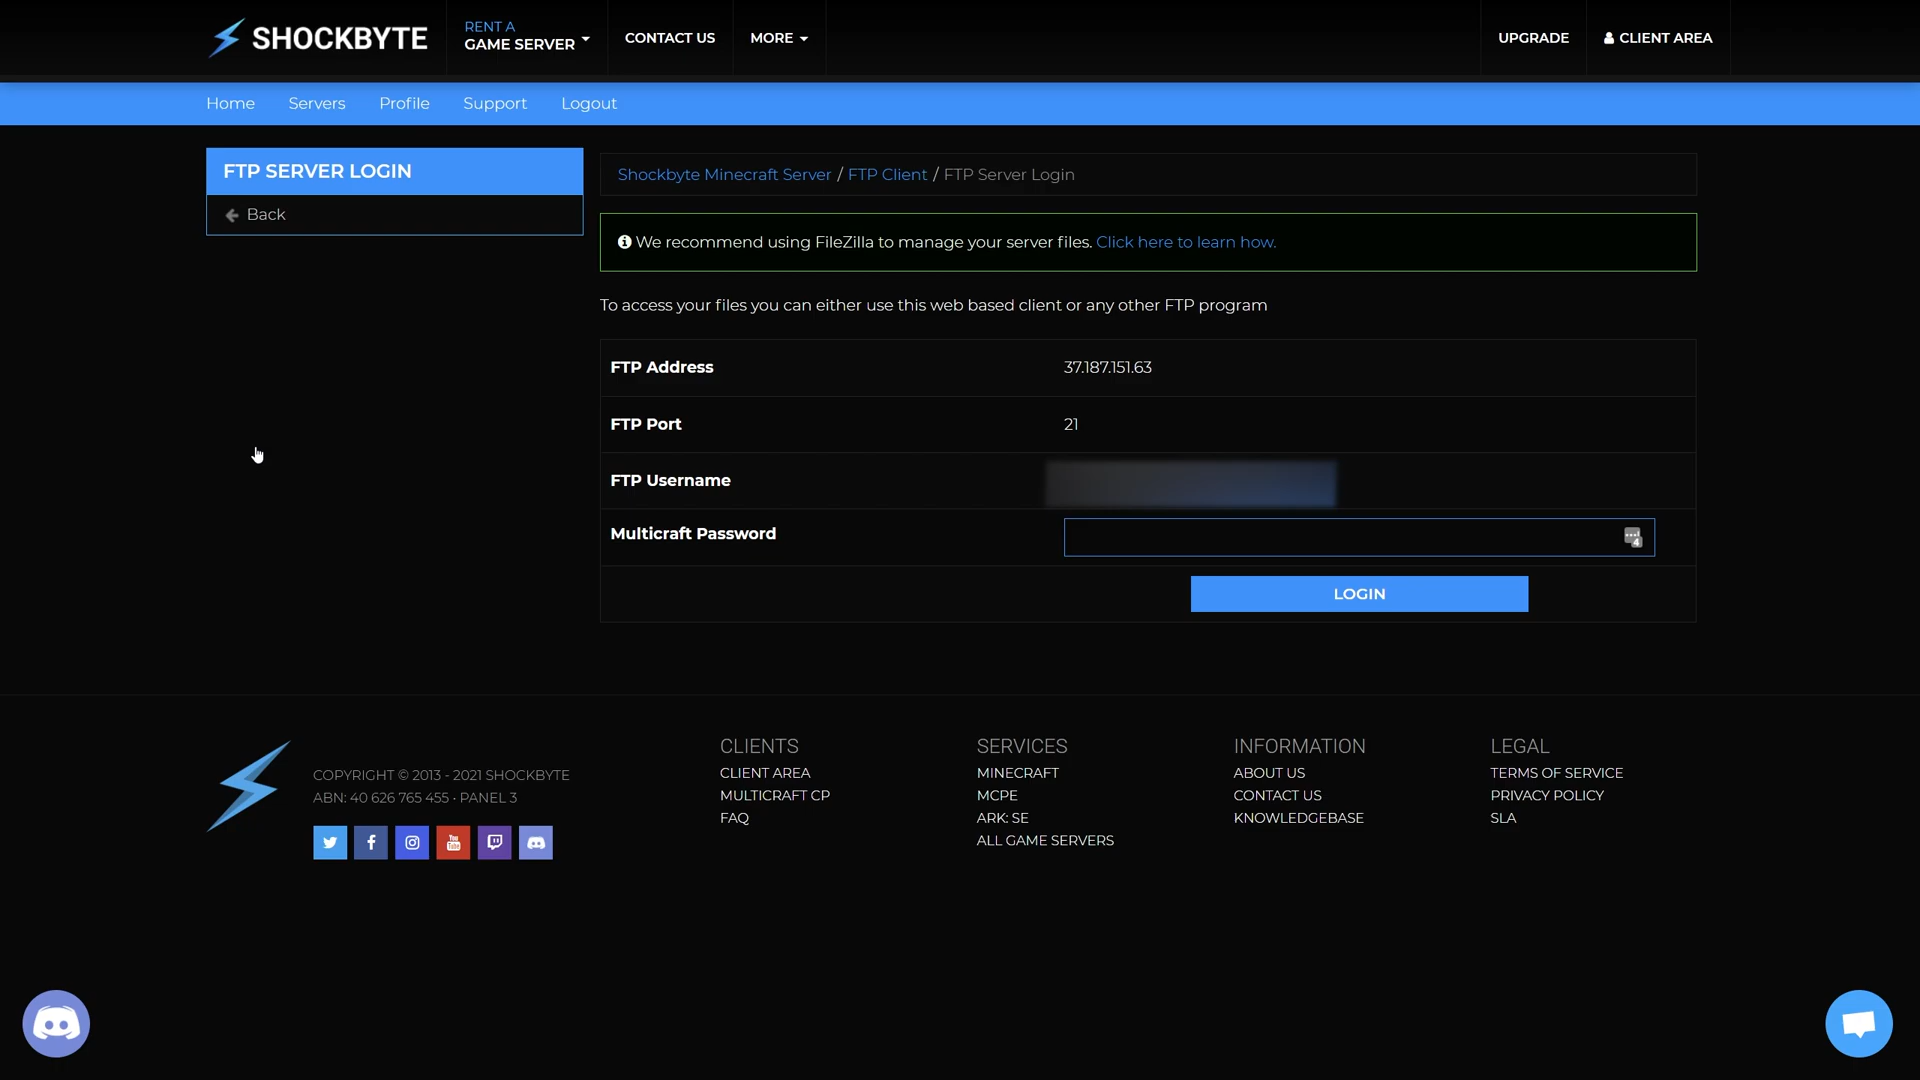 SHOCKBYTE
RENT A
GAME SERVER
CONTACT US
MORE
UPGRADE
CLIENT AREA
Home
Servers
Profile
Support
Logout
FTP SERVER LOGIN
Back
Shockbyte Minecraft Server / FTP Client / FTP Server Login
We recommend using FileZilla to manage your server files. Click here to learn how.
To access your files you can either use this web based client or any other FTP program
FTP Address
37.187.151.63
FTP Port
21
FTP Username
Multicraft Password
4
LOGIN
COPYRIGHT © 2013 - 2021 SHOCKBYTE
ABN: 40 626 765 455 · PANEL 3
CLIENTS
CLIENT AREA
MULTICRAFT CP
FAQ
SERVICES
MINECRAFT
MCPE
ARK: SE
ALL GAME SERVERS
INFORMATION
ABOUT US
CONTACT US
KNOWLEDGEBASE
LEGAL
TERMS OF SERVICE
PRIVACY POLICY
SLA